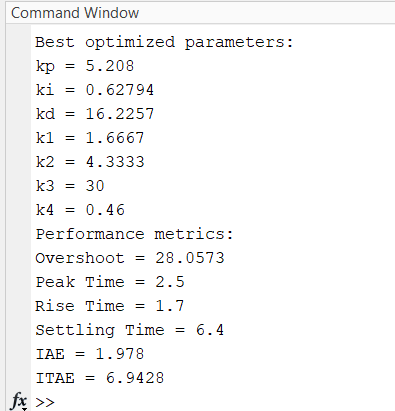 Command Window
Best optimized parameters:
kp = 5.208
ki = 0.62794
kd = 16.2257
k1 = 1.6667
k2 = 4.3333
k3 = 30
k4 = 0.46
Performance metrics:
Overshoot = 28.0573
Peak Time = 2.5
Rise Time = 1.7
Settling Time = 6.4
IAE = 1.978
ITAE = 6.9428
fx >>